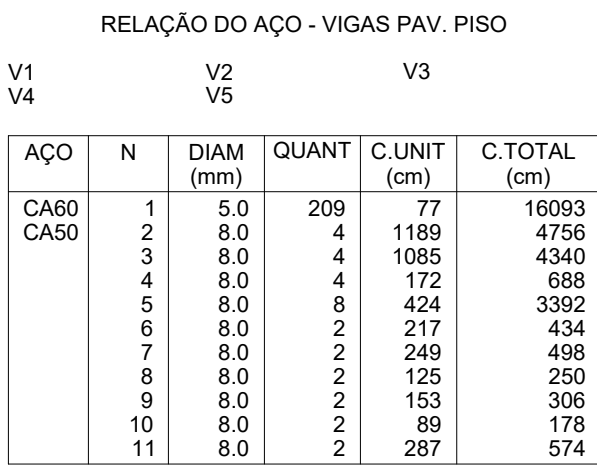 RELAÇÃO DO AÇO - VIGAS PAV. PISO
V1 V2 V3
V4 V5
AÇO N DIAM QUANT C.UNIT C.TOTAL
(mm) (cm) (cm)
CA60 1 5.0 209 77 16093
CA50 2 8.0 4 1189 4756
3 8.0 4 1085 4340
4 8.0 4 172 688
5 8.0 8 424 3392
6 8.0 2 217 434
7 8.0 2 249 498
8 8.0 2 125 250
9 8.0 2 153 306
10 8.0 2 89 178
11 8.0 2 287 574